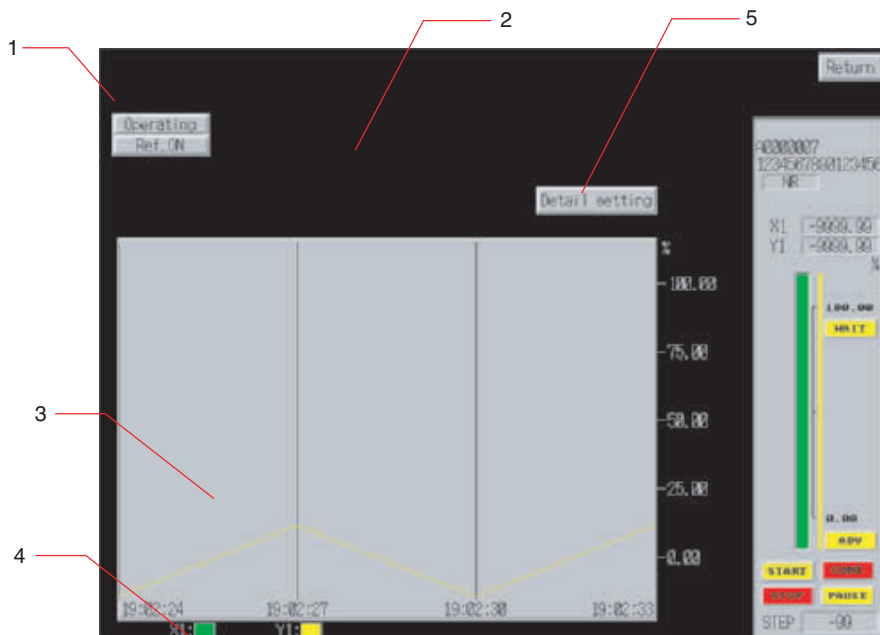 1
2
5
Return
Operating
Ref.ON
A0000007
1234567890123456
NR
Detail setting
X1 -9999.99
Y1 -9999.99
%
%
100.00
75.00
50.00
25.00
0.00
100.00
WAIT
0.00
ADV
3
4
START
STOP PAUSE
19:02:24 19:02:27 19:02:30 19:02:33
X1: Y1:
STEP -99